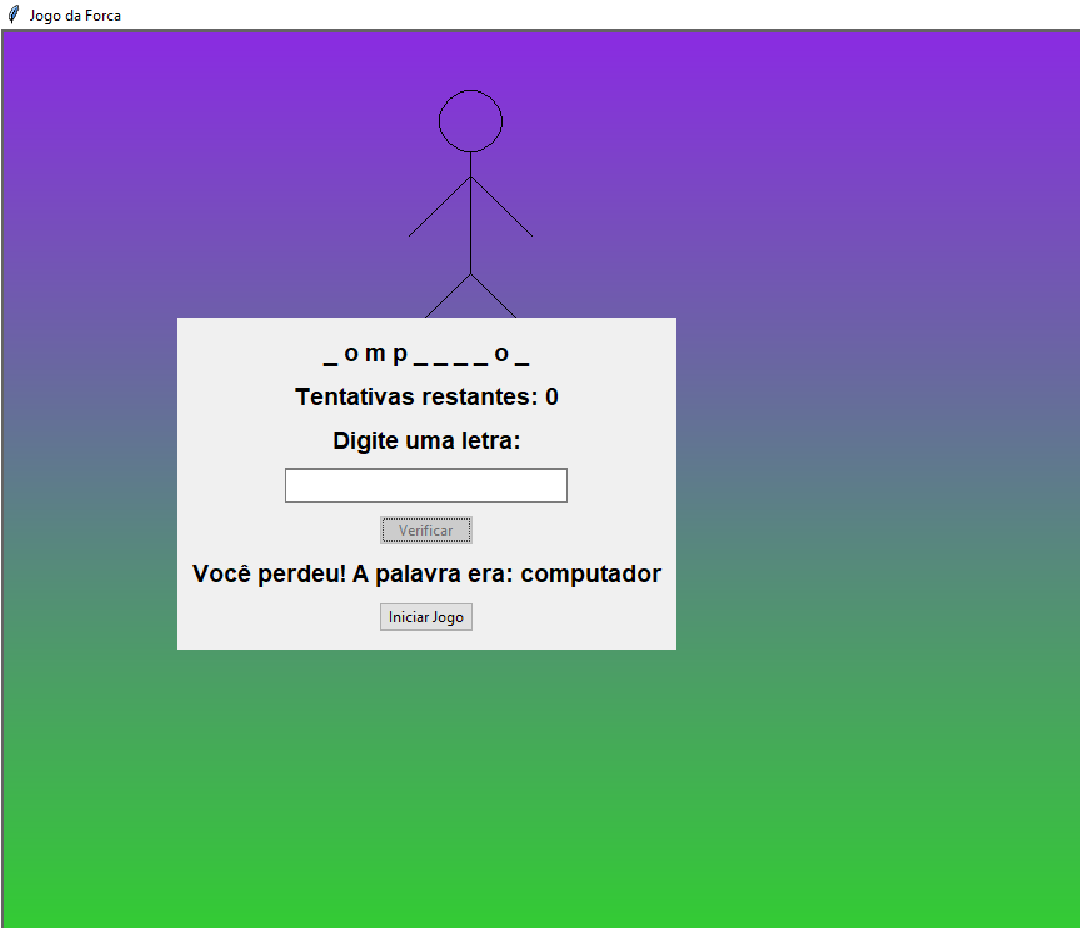 Jogo da Forca
_ o m p _ _ _ _ o _
Tentativas restantes: 0
Digite uma letra:
Verificar
Você perdeu! A palavra era: computador
Iniciar Jogo